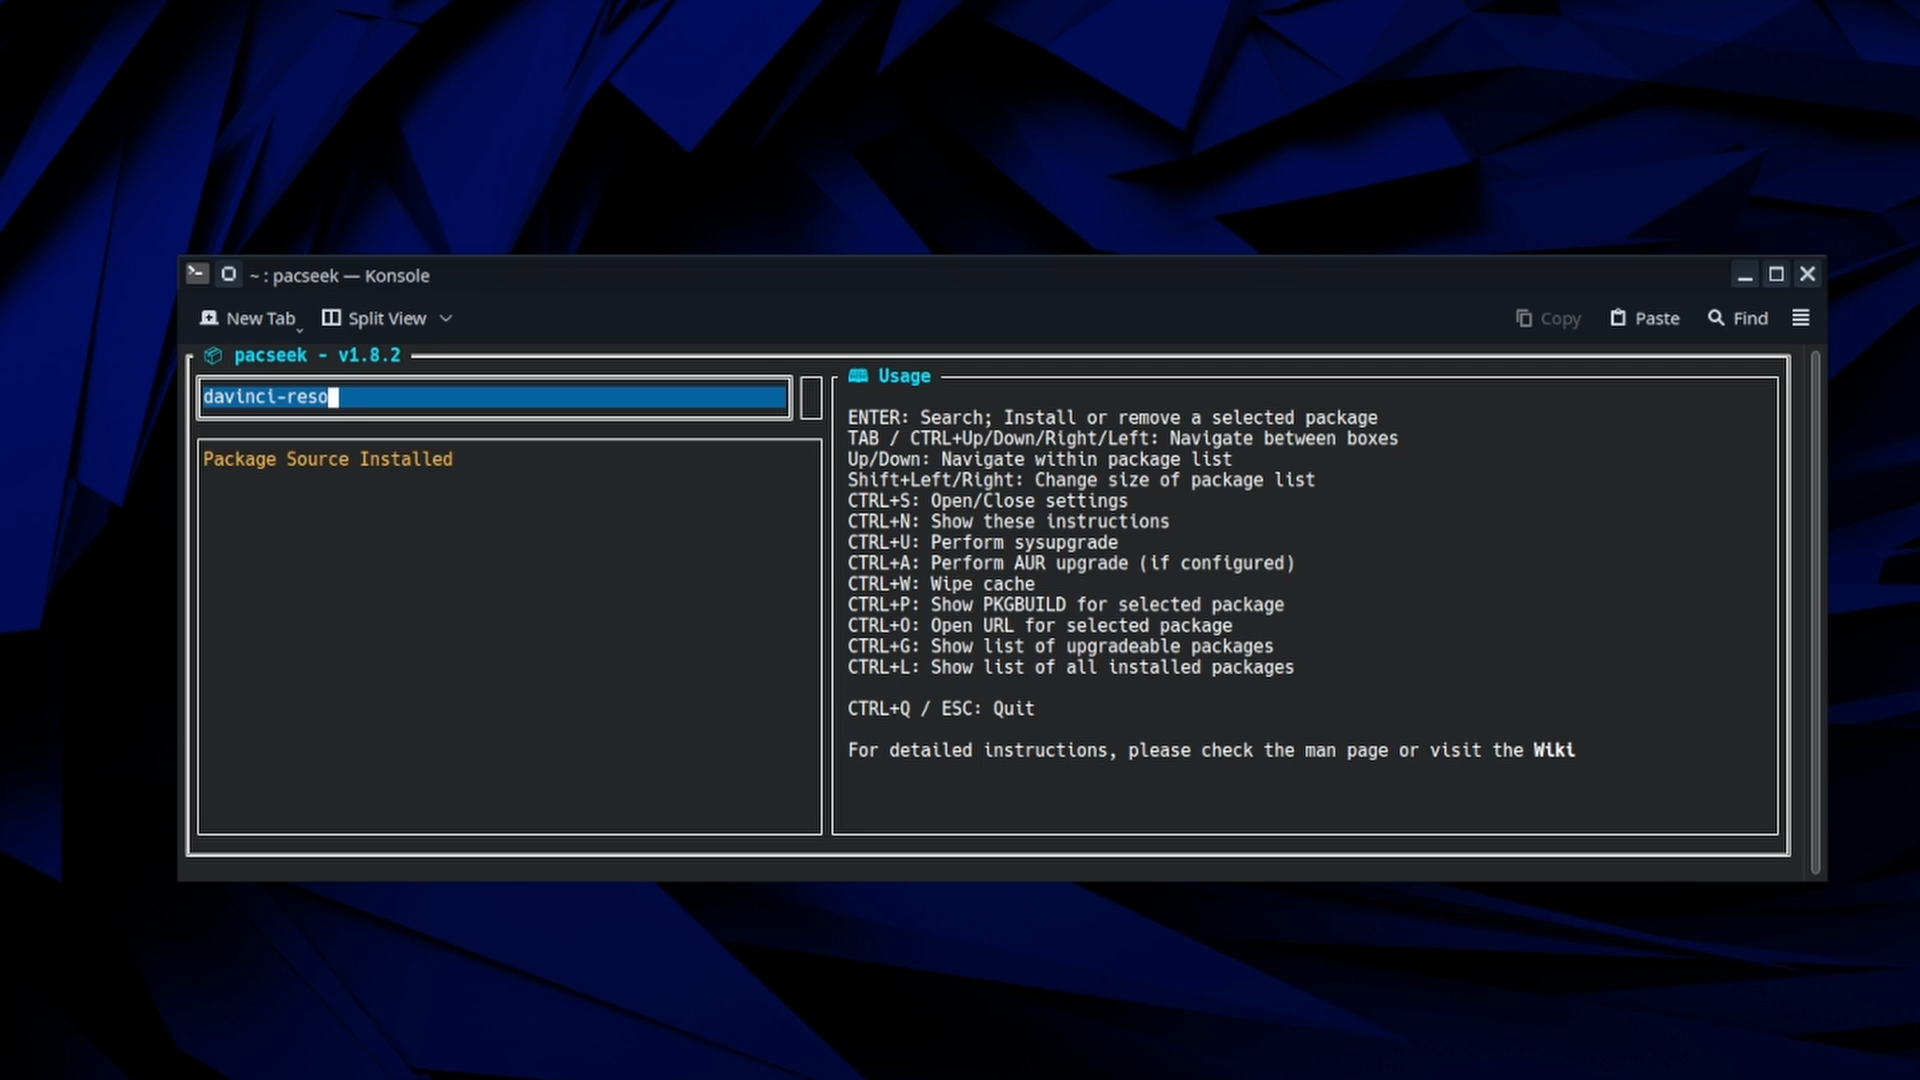 ~ : pacseek — Konsole
New Tab Split View Copy Paste Find
pacseek - v1.8.2
davinci-reso
Package Source Installed
Usage
ENTER: Search; Install or remove a selected package
TAB / CTRL+Up/Down/Right/Left: Navigate between boxes
Up/Down: Navigate within package list
Shift+Left/Right: Change size of package list
CTRL+S: Open/Close settings
CTRL+N: Show these instructions
CTRL+U: Perform sysupgrade
CTRL+A: Perform AUR upgrade (if configured)
CTRL+W: Wipe cache
CTRL+P: Show PKGBUILD for selected package
CTRL+O: Open URL for selected package
CTRL+G: Show list of upgradeable packages
CTRL+L: Show list of all installed packages
CTRL+Q / ESC: Quit
For detailed instructions, please check the man page or visit the Wiki